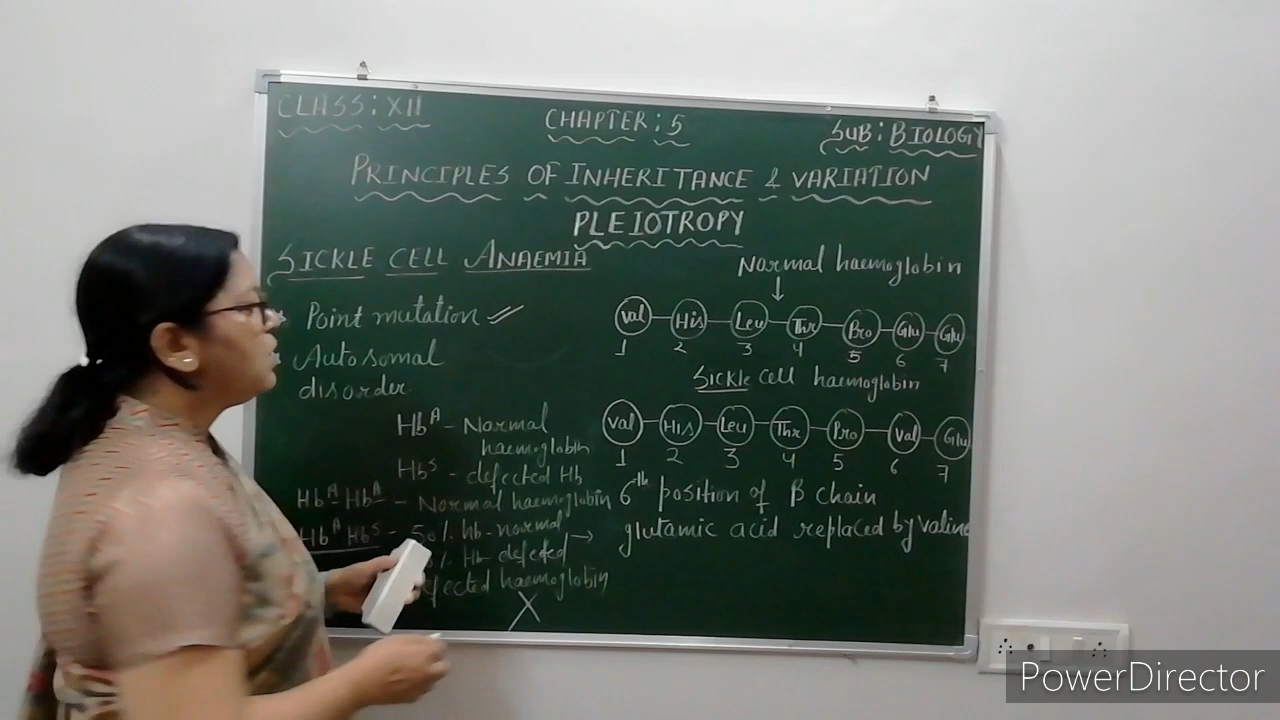 CLASS: XII
CHAPTER: 5
SUB: BIOLOGY
PRINCIPLES OF INHERITANCE & VARIATION
PLEIOTROPY
SICKLE CELL ANAEMIA
Point mutation
Autosomal
disorder
Hb^A - Normal
haemoglobin
Hb^S - defected Hb
Hb^A Hb^A - Normal haemoglobin
Hb^A Hb^S - 50% hb-normal
% Hb defected
haemoglobin
X
Normal haemoglobin
↓
Val His Leu Thr Pro Glu Glu
1 2 3 4 5 6 7
Sickle cell haemoglobin
Val His Leu Thr Pro Val Glu
1 2 3 4 5 6 7
6th position of B chain
→ glutamic acid replaced by valine
PowerDirector